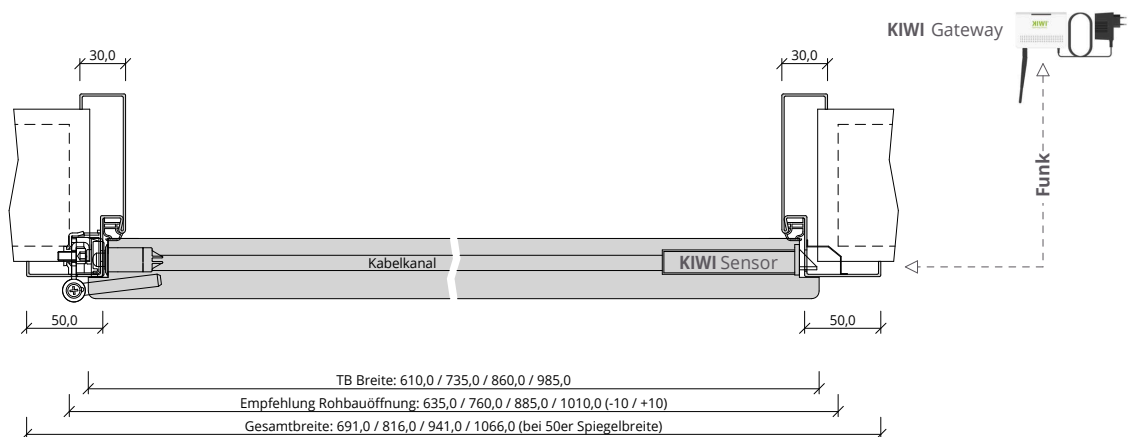 KIWI Gateway
KIWI
30,0
30,0
Funk
Kabelkanal
KIWI Sensor
50,0
50,0
TB Breite: 610,0 / 735,0 / 860,0 / 985,0
Empfehlung Rohbauöffnung: 635,0 / 760,0 / 885,0 / 1010,0 (-10 / +10)
Gesamtbreite: 691,0 / 816,0 / 941,0 / 1066,0 (bei 50er Spiegelbreite)